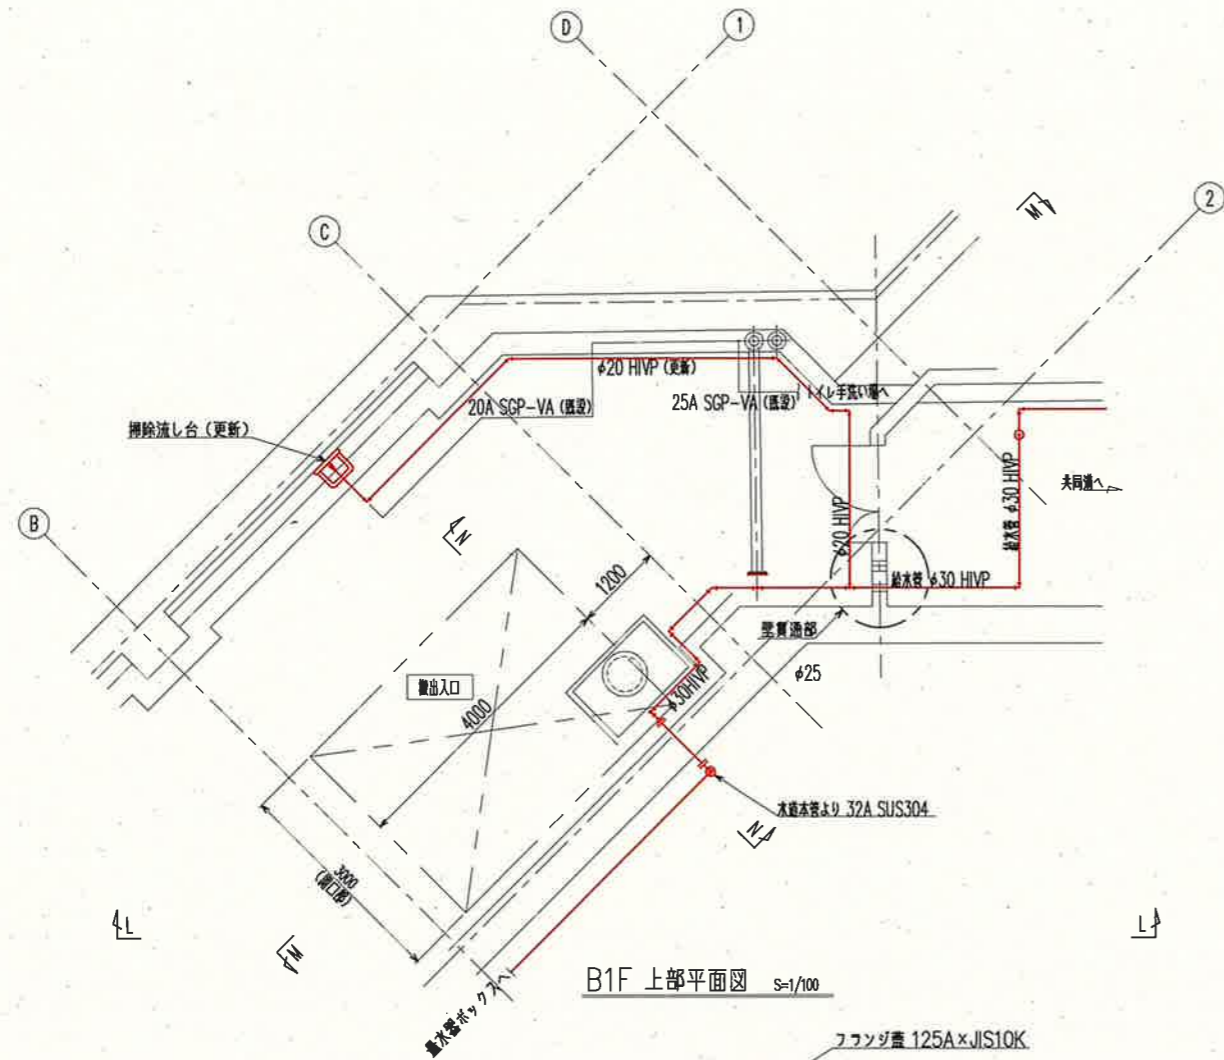 D
1
2
C
M
φ20 HIVP (更新)
トイレ手洗い場へ
20A SGP-VA (既設)
25A SGP-VA (既設)
掃除流し台 (更新)
給水管 φ30 HIVP
共同溝へ
B
N
φ20 HIVP
1200
給水管 φ30 HIVP
壁貫通部
φ25
搬出入口
φ30HIVP
4000
水道本管より 32A SUS304
N
3000
(開口部)
L
L
M
B1F 上部平面図 S=1/100
量水器ボックスへ
フランジ蓋 125A×JIS10K